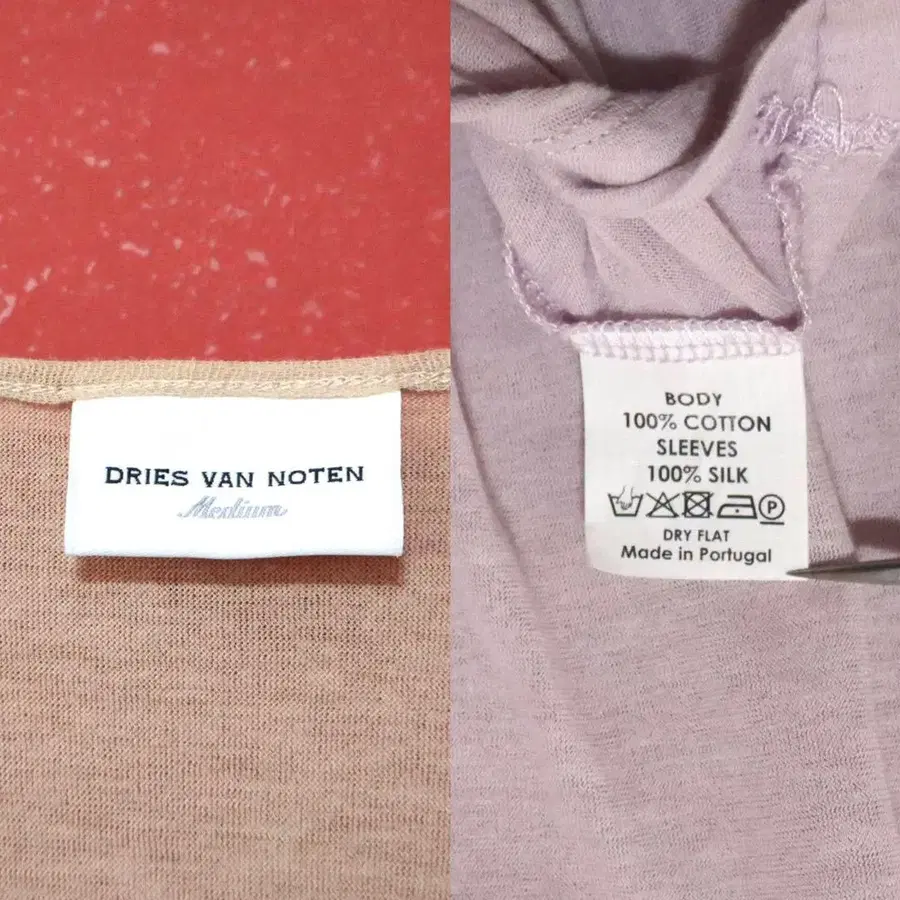 DRIES VAN NOTEN
Medium
BODY
100% COTTON
SLEEVES
100% SILK
P
DRY FLAT
Made in Portugal